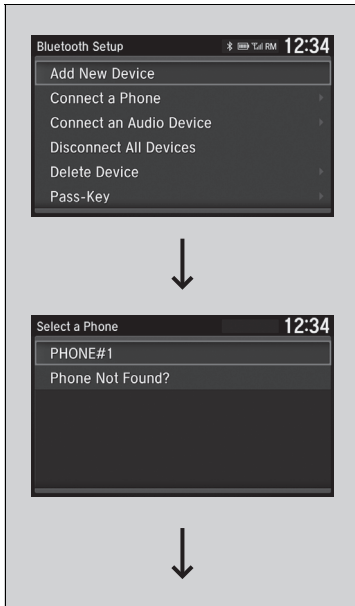 Bluetooth Setup RM 12:34
Add New Device
Connect a Phone
Connect an Audio Device
Disconnect All Devices
Delete Device
Pass-Key
Select a Phone 12:34
PHONE#1
Phone Not Found?